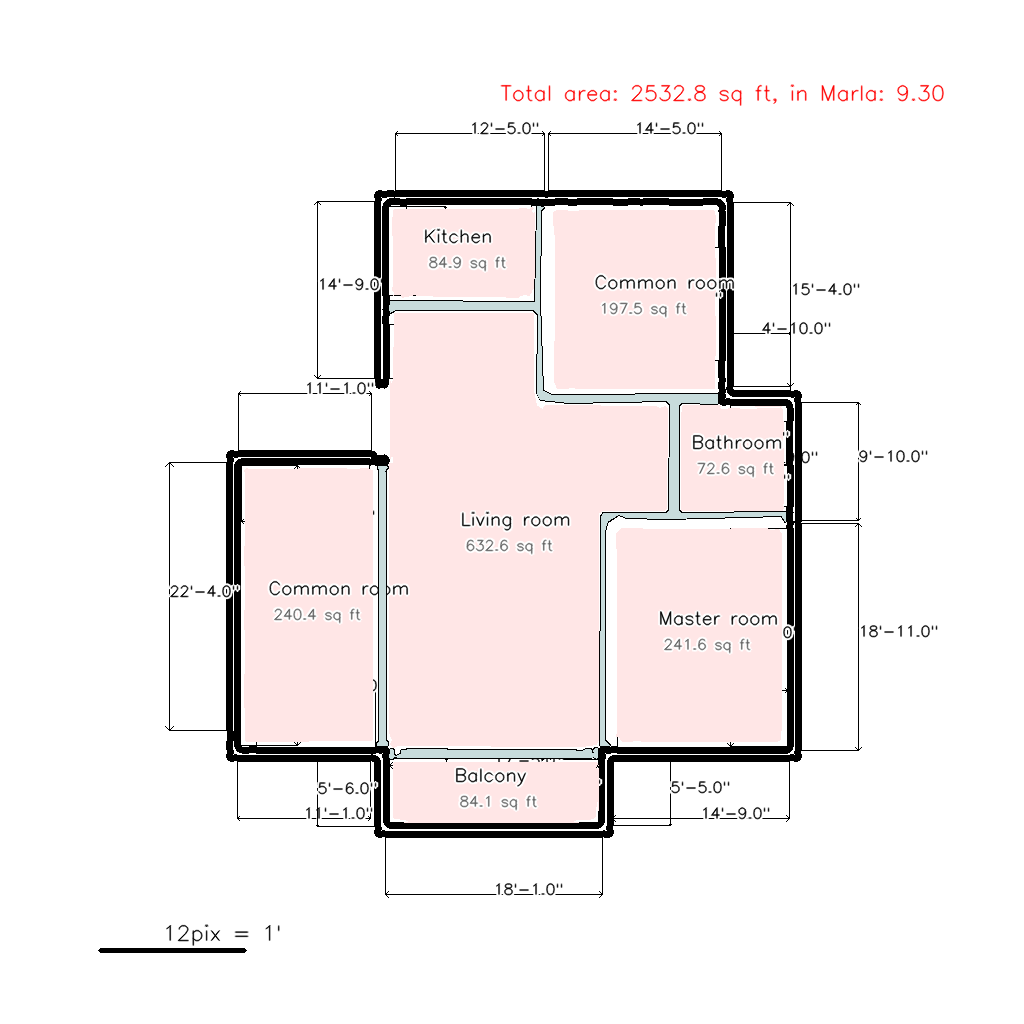 Total area: 2532.8 sq ft, in Marla: 9.30
12'-5.0" 14'-5.0"
Kitchen
84.9 sq ft
14'-9.0
Common room
197.5 sq ft
15'-4.0"
4'-10.0"
11'-1.0"
Bathroom
72.6 sq ft
9'-10.0"
Living room
632.6 sq ft
22'-4.0"
Common room
240.4 sq ft
Master room
241.6 sq ft
18'-11.0"
Balcony
84.1 sq ft
5'-6.0"
11'-1.0"
5'-5.0"
14'-9.0"
18'-1.0"
12pix = 1'